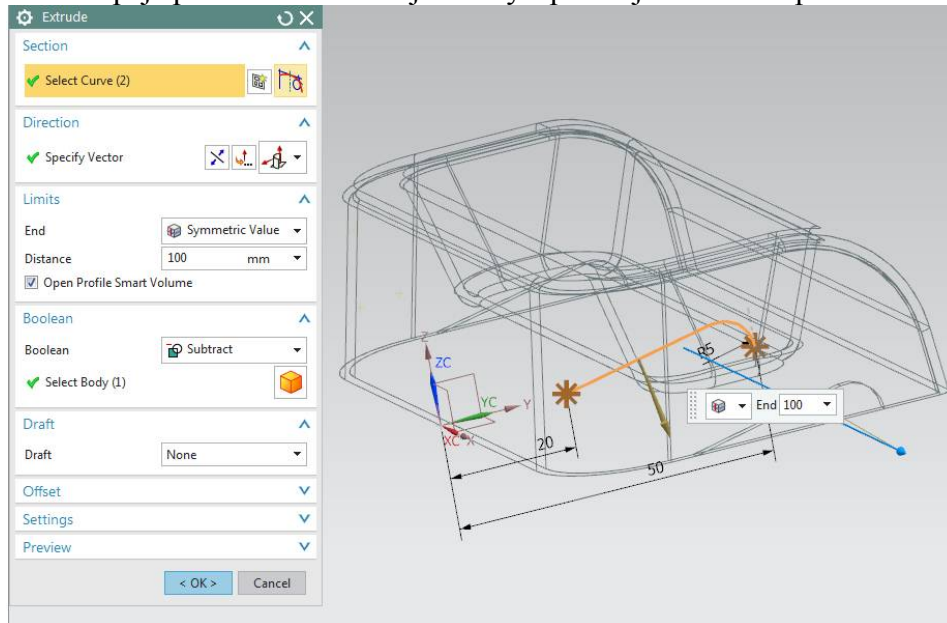 Extrude
Section
Select Curve (2)
Direction
Specify Vector
Limits
End Symmetric Value
Distance 100 mm
Open Profile Smart Volume
Boolean
Boolean Subtract
Select Body (1)
Draft
Draft None
Offset
Settings
Preview
< OK > Cancel
Z
ZC
YC Y
XC X
R5
End 100
20
50